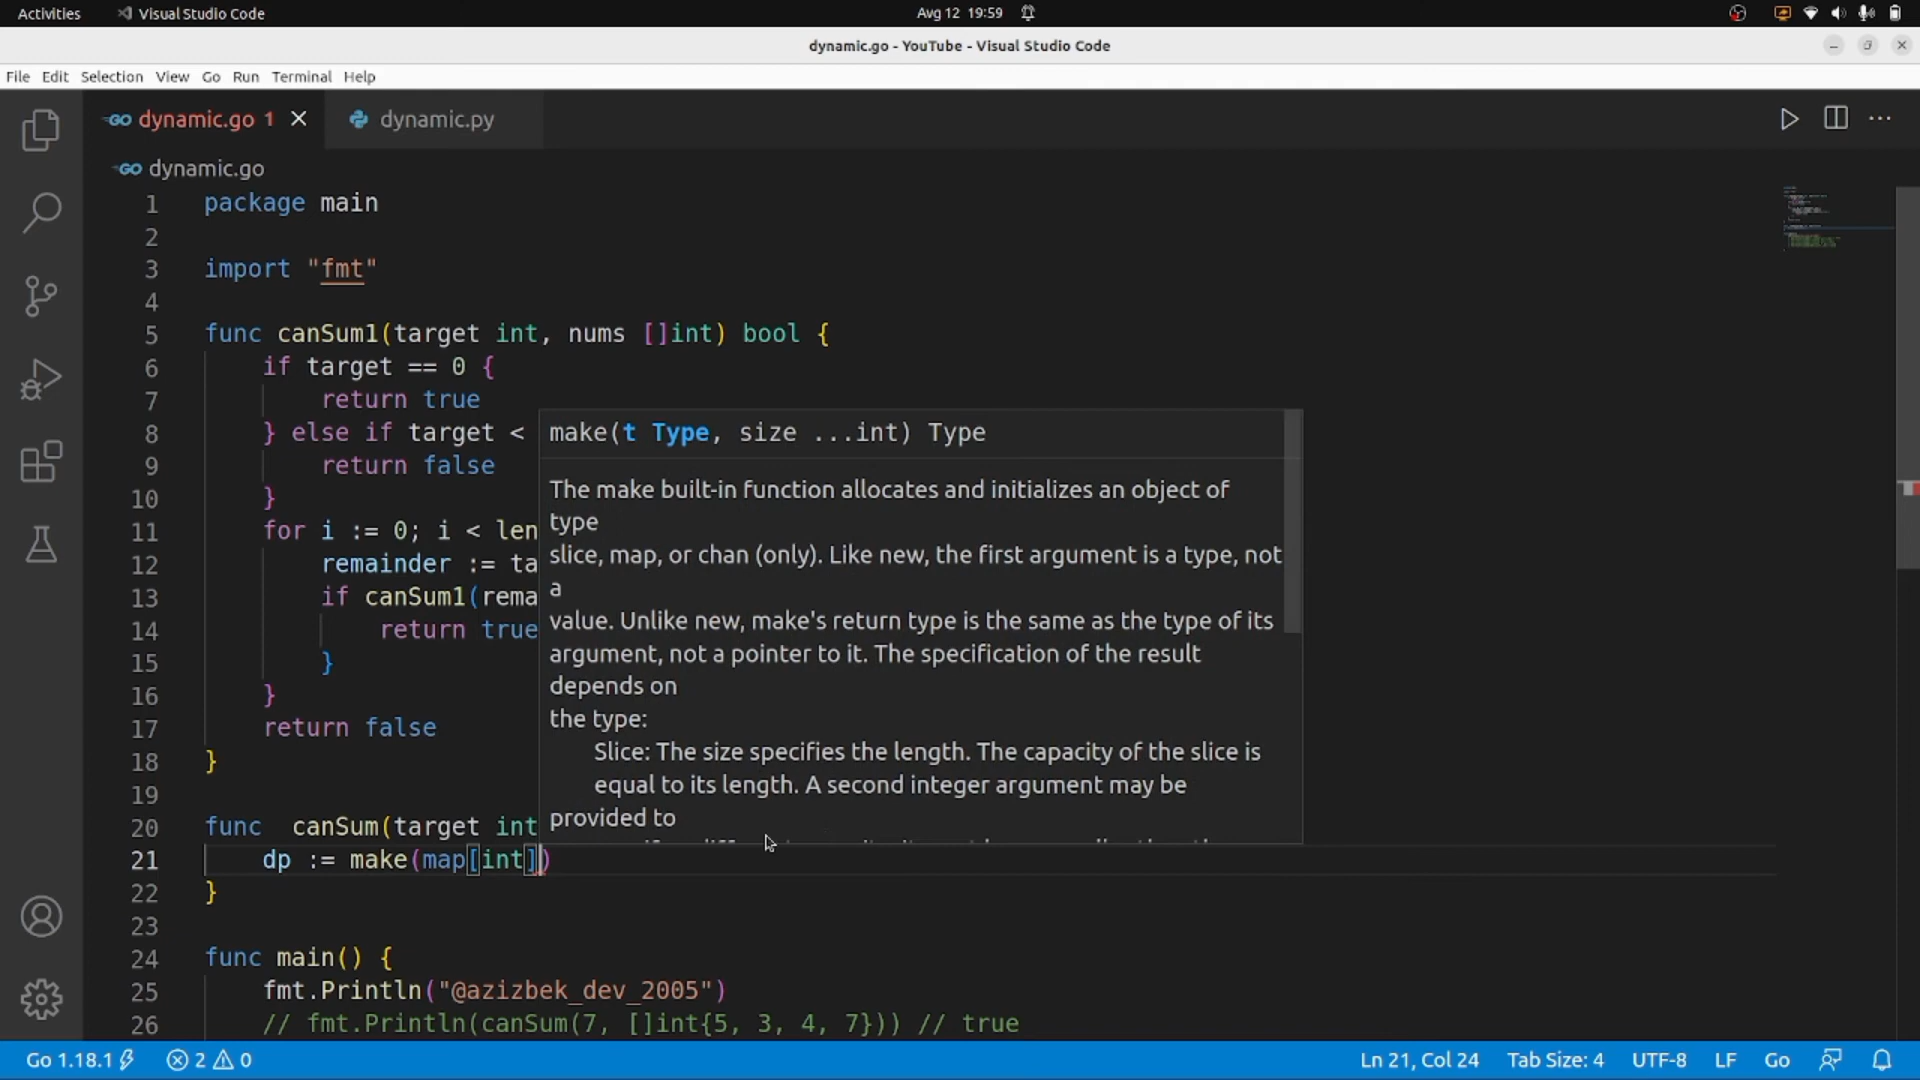 Activities Visual Studio Code Avg 12 19:59
dynamic.go - YouTube - Visual Studio Code
File Edit Selection View Go Run Terminal Help
GO dynamic.go 1 dynamic.py
GO dynamic.go
1 package main
2
3 import "fmt"
4
5 func canSum1(target int, nums []int) bool {
6 if target == 0 {
7 return true
8 } else if target <
9 return false
10 }
11 for i := 0; i < len
12 remainder := ta
13 if canSum1(rema
14 return true
15 }
16 }
17 return false
18 }
19
20 func  canSum(target int
21 dp := make(map[int])
22 }
23
24 func main() {
25 fmt.Println("@azizbek_dev_2005")
26 // fmt.Println(canSum(7, []int{5, 3, 4, 7})) // true
make(t Type, size ...int) Type
The make built-in function allocates and initializes an object of
type
slice, map, or chan (only). Like new, the first argument is a type, not
a
value. Unlike new, make's return type is the same as the type of its
argument, not a pointer to it. The specification of the result
depends on
the type:
Slice: The size specifies the length. The capacity of the slice is
equal to its length. A second integer argument may be
provided to
Go 1.18.1 2 0 Ln 21, Col 24 Tab Size: 4 UTF-8 LF Go